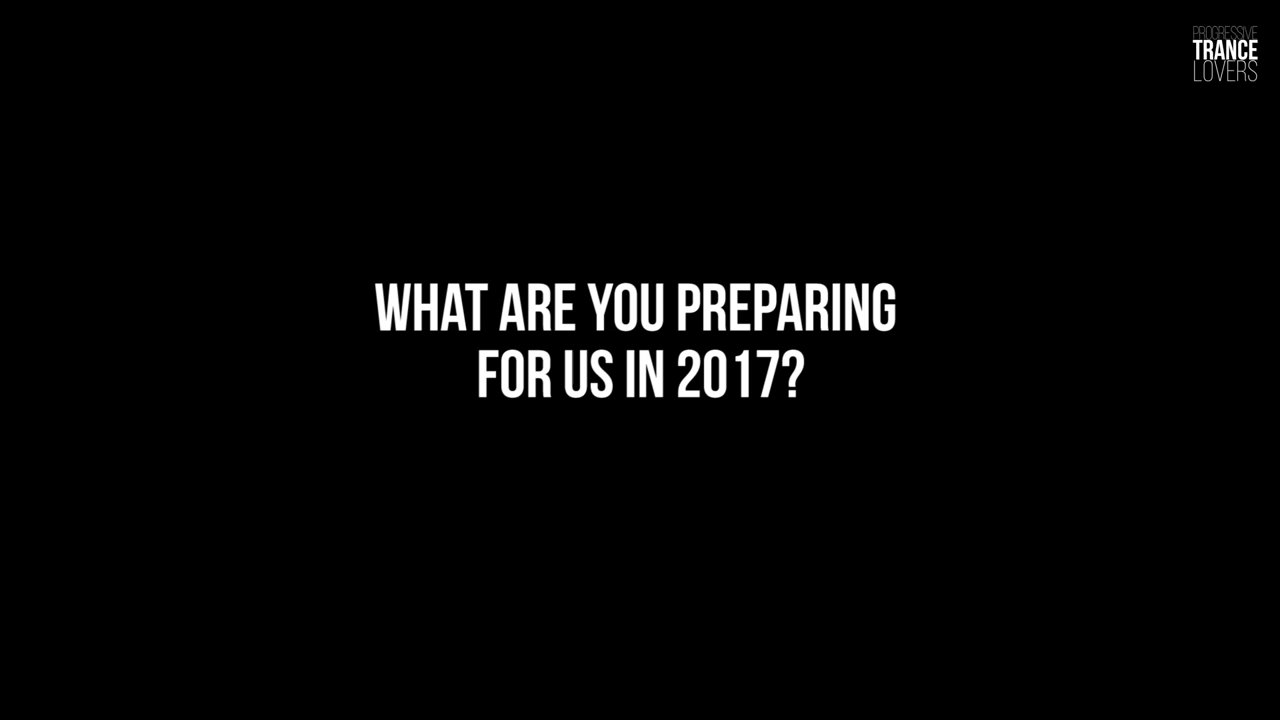 PROGRESSIVE
TRANCE
LOVERS
WHAT ARE YOU PREPARING
FOR US IN 2017?